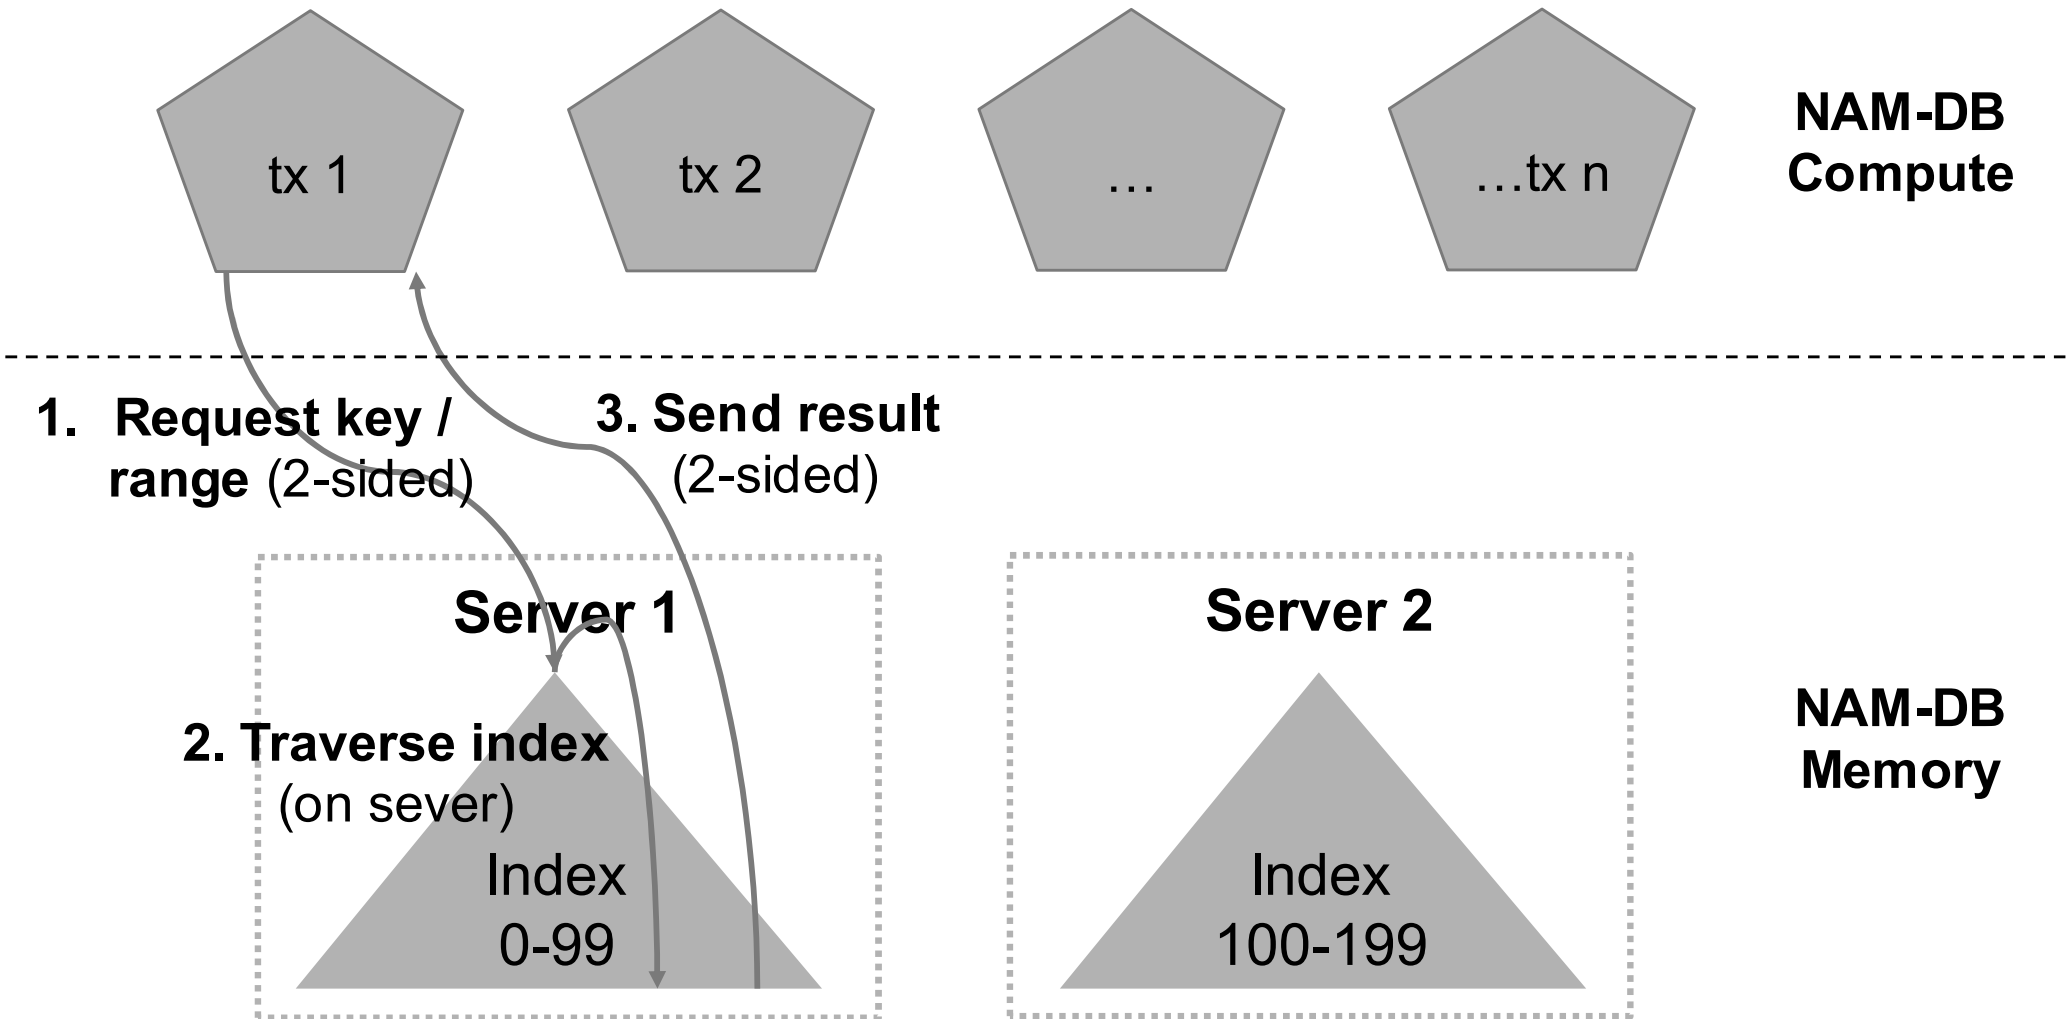 tx 1
tx 2
…
…tx n
NAM-DB
Compute
1. Request key /
range (2-sided)
3. Send result
(2-sided)
Server 1
Server 2
2. Traverse index
(on sever)
Index
0-99
Index
100-199
NAM-DB
Memory